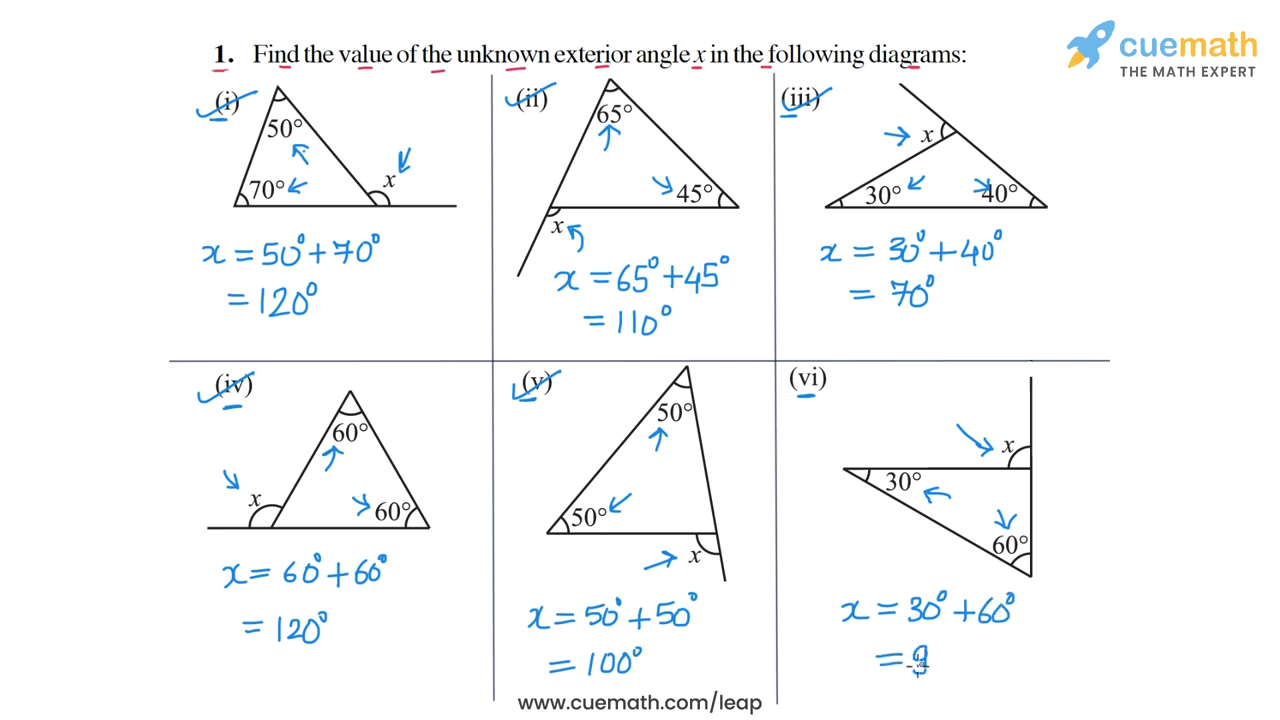 1. Find the value of the unknown exterior angle x in the following diagrams:
cuemath
THE MATH EXPERT
(i)
50°
70°
x
x = 50° + 70°
= 120°
(ii)
65°
45°
x
x = 65° + 45°
= 110°
(iii)
x
30°
40°
x = 30° + 40°
= 70°
(iv)
60°
x
60°
x = 60° + 60°
= 120°
(v)
50°
50°
x
x = 50° + 50°
= 100°
(vi)
x
30°
60°
x = 30° + 60°
= 9
www.cuemath.com/leap